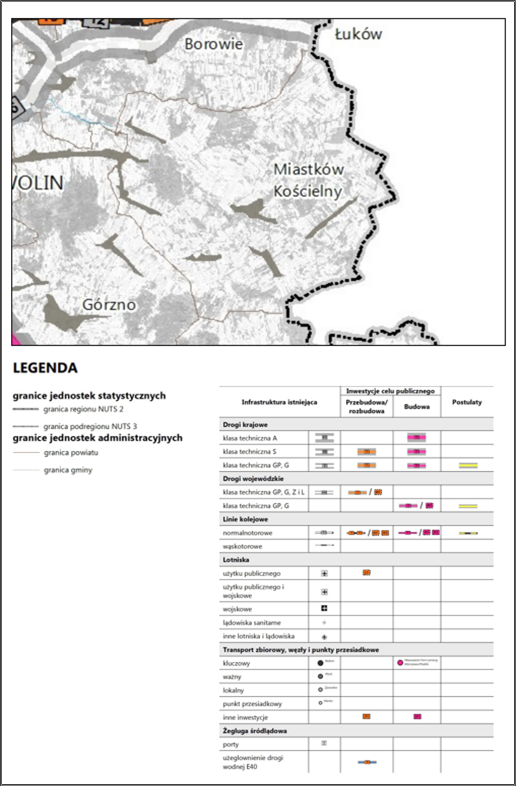 12
Borowie
Łuków
Miastków
Kościelny
WOLIN
Górzno
LEGENDA
granice jednostek statystycznych
granica regionu NUTS 2
granica podregionu NUTS 3
granice jednostek administracyjnych
granica powiatu
granica gminy
Infrastruktura istniejąca
Inwestycje celu publicznego
Przebudowa/
rozbudowa
Budowa
Postulaty
Drogi krajowe
klasa techniczna A
klasa techniczna S
klasa techniczna GP, G
Drogi wojewódzkie
klasa techniczna GP, G, Z i L
klasa techniczna GP, G
Linie kolejowe
normalnotorowe
wąskotorowe
Lotniska
użytku publicznego
użytku publicznego i
wojskowe
wojskowe
lądowiska sanitarne
inne lotniska i lądowiska
Transport zbiorowy, węzły i punkty przesiadkowe
kluczowy
ważny
lokalny
punkt przesiadkowy
inne inwestycje
Żegluga śródlądowa
porty
użeglownienie drogi
wodnej E40